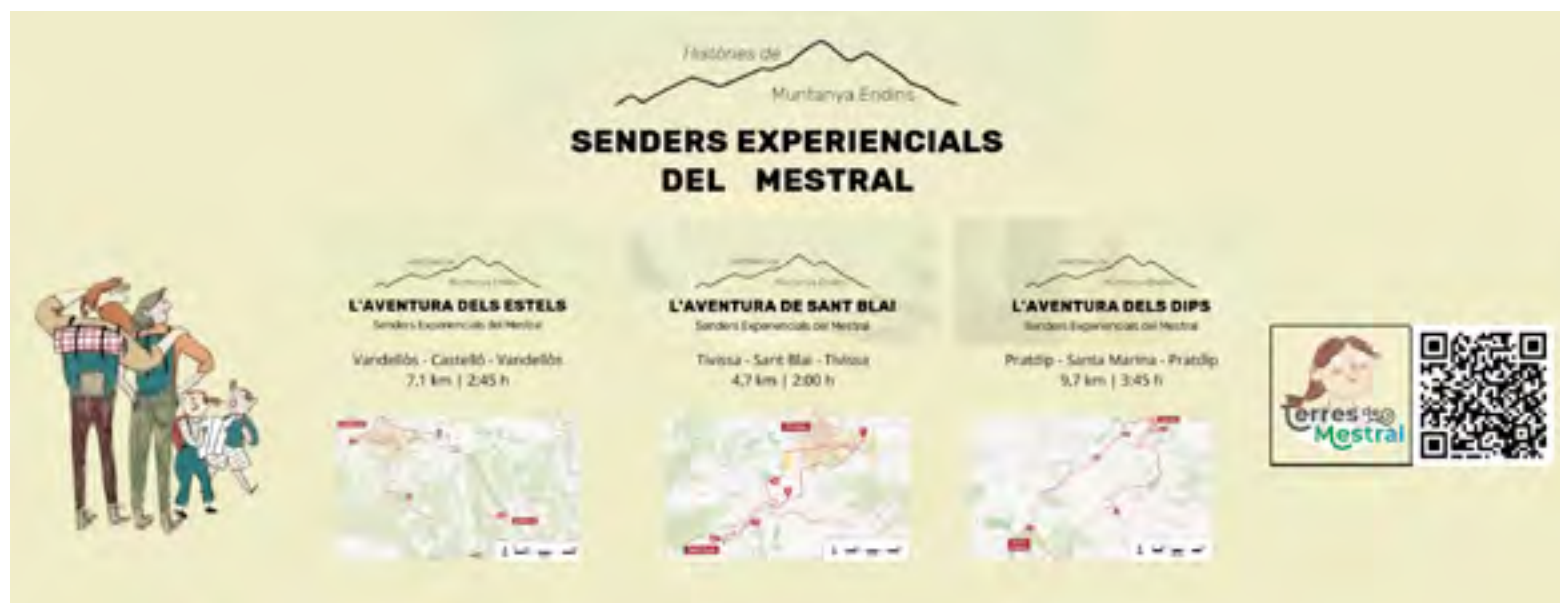 Històries de
Muntanya Endins
SENDERS EXPERIENCIALS
DEL MESTRAL
L'AVENTURA DELS ESTELS
Senders Experiencials del Mestral
Vandellòs - Castelló - Vandellòs
7,1 km | 2:45 h
L'AVENTURA DE SANT BLAI
Senders Experiencials del Mestral
Tivissa - Sant Blai - Tivissa
4,7 km | 2:00 h
L'AVENTURA DELS DIPS
Senders Experiencials del Mestral
Pratdip - Santa Marina - Pratdip
9,7 km | 3:45 h
Terres del
Mestral